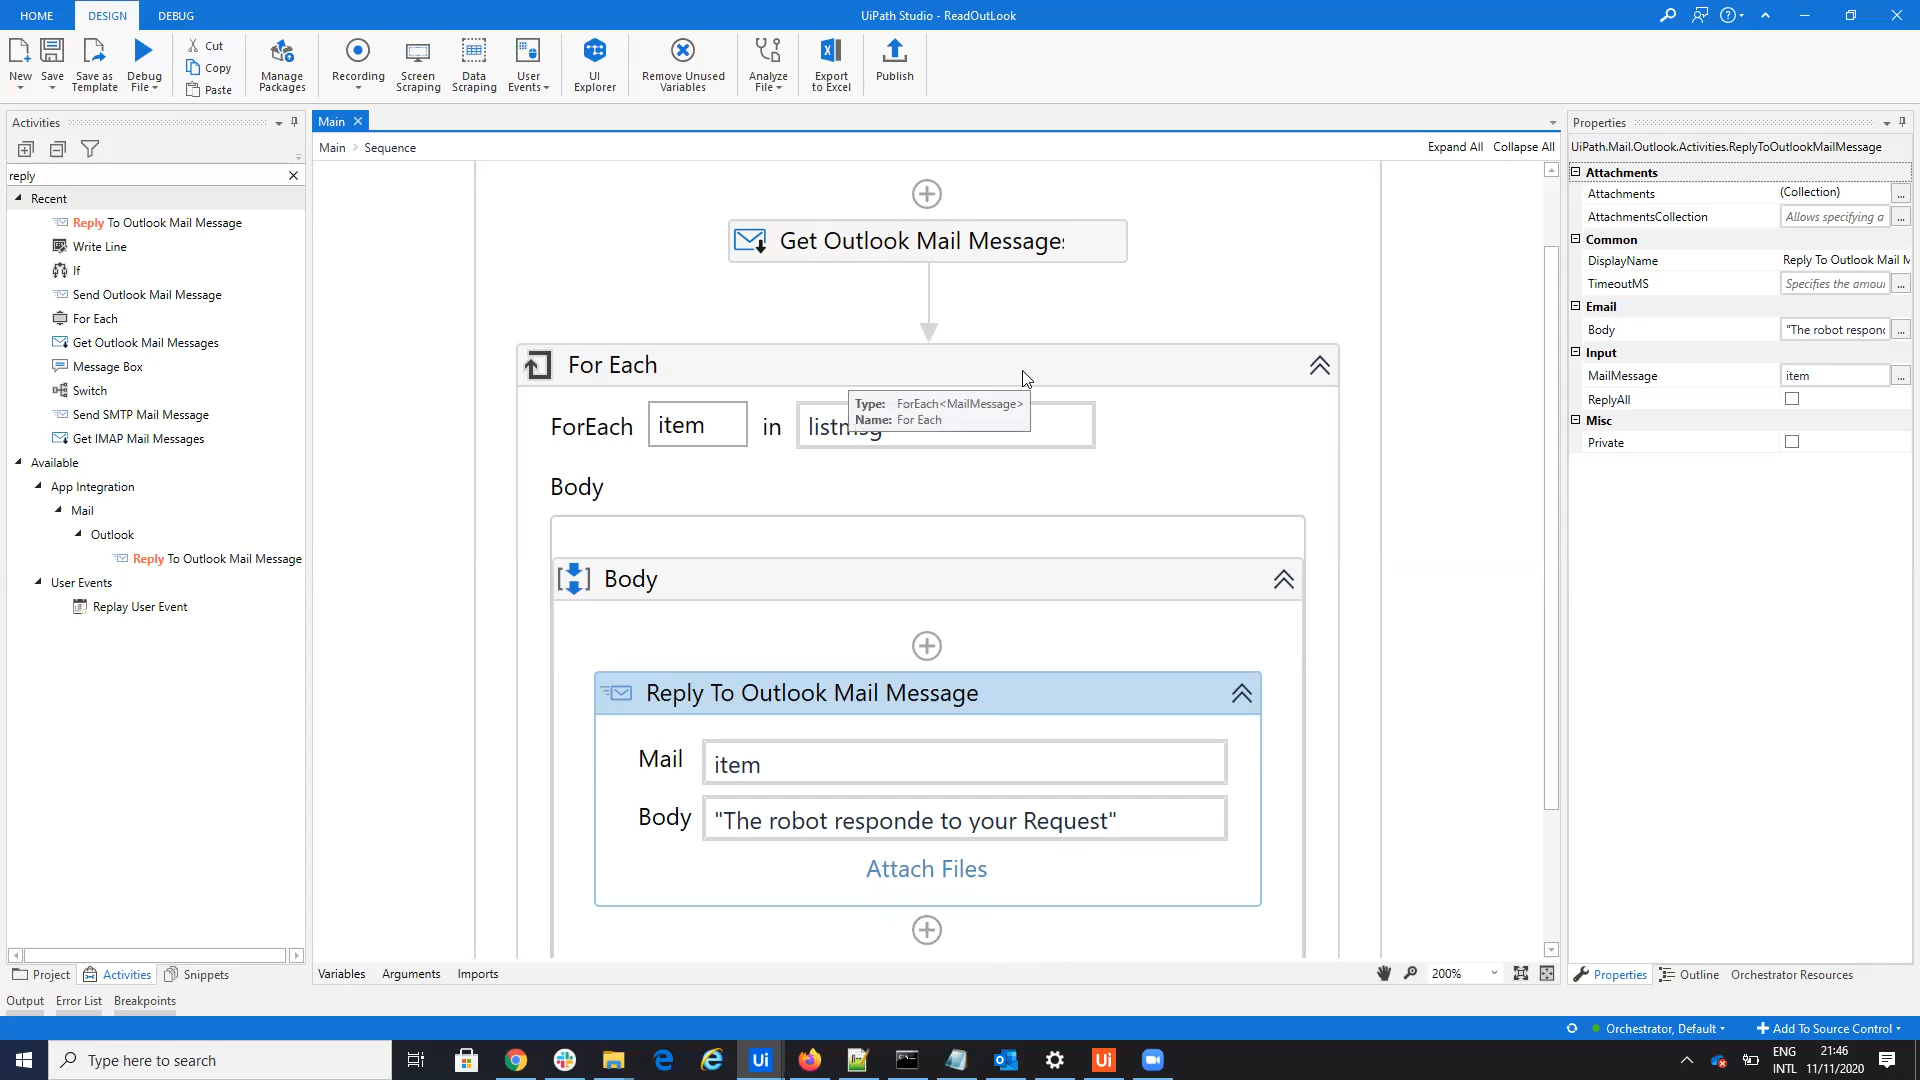 HOME
DESIGN
DEBUG
UiPath Studio - ReadOutLook
New
Save
Save as Template
Debug File
Cut
Copy
Paste
Manage Packages
Recording
Screen Scraping
Data Scraping
User Events
UI Explorer
Remove Unused Variables
Analyze File
Export to Excel
Publish
Activities
reply
Recent
Reply To Outlook Mail Message
Write Line
If
Send Outlook Mail Message
For Each
Get Outlook Mail Messages
Message Box
Switch
Send SMTP Mail Message
Get IMAP Mail Messages
Available
App Integration
Mail
Outlook
Reply To Outlook Mail Message
User Events
Replay User Event
Project
Activities
Snippets
Output
Error List
Breakpoints
Main
Main > Sequence
Expand All
Collapse All
Get Outlook Mail Message
For Each
Type: ForEach<MailMessage>
Name: For Each
ForEach
item
in
listmsg
Body
Body
Reply To Outlook Mail Message
Mail
item
Body
"The robot responde to your Request"
Attach Files
Variables
Arguments
Imports
200%
Properties
UiPath.Mail.Outlook.Activities.ReplyToOutlookMailMessage
Attachments
Attachments (Collection) ...
AttachmentsCollection Allows specifying a ...
Common
DisplayName Reply To Outlook Mail M
TimeoutMS Specifies the amou ...
Email
Body "The robot respon ...
Input
MailMessage item ...
ReplyAll
Misc
Private
Properties
Outline
Orchestrator Resources
Orchestrator, Default
Add To Source Control
Type here to search
Ui
Ui
ENG
INTL
21:46
11/11/2020